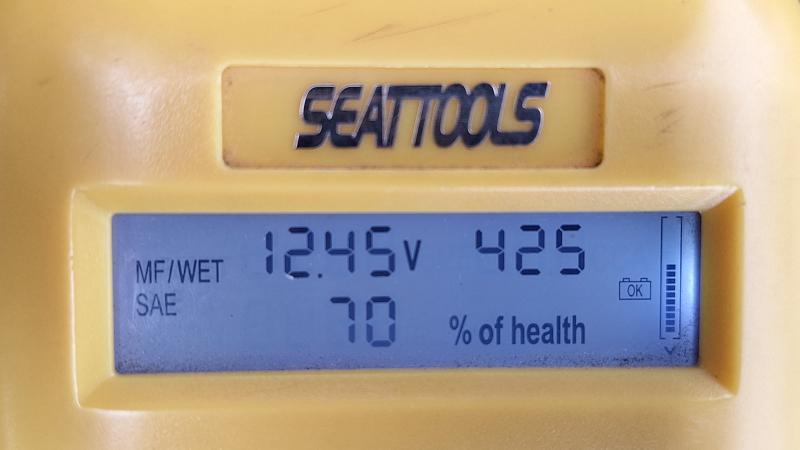 SEATTOOLS
MF/WET 12.45V 425
SAE 70 % of health
OK